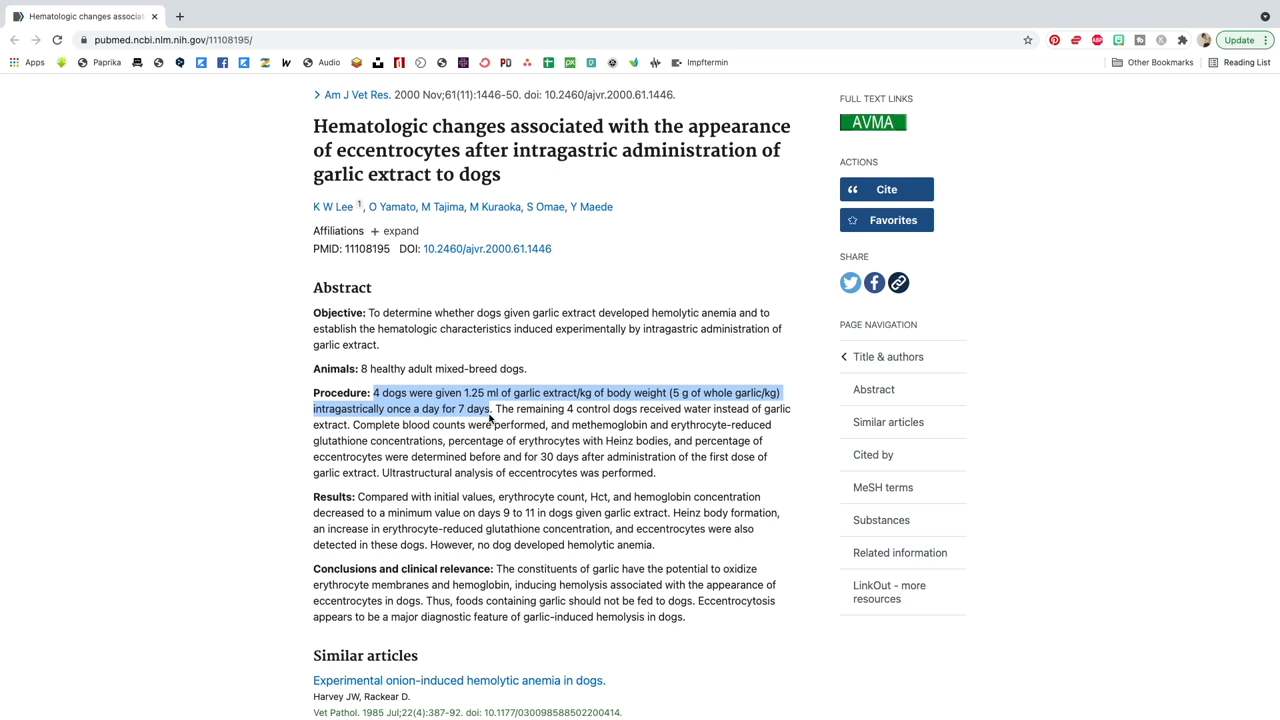 Hematologic changes associat
pubmed.ncbi.nlm.nih.gov/11108195/
Update
Apps
Paprika
Audio
PD
Impftermin
Other Bookmarks
Reading List
Am J Vet Res. 2000 Nov;61(11):1446-50. doi: 10.2460/ajvr.2000.61.1446.
Hematologic changes associated with the appearance
of eccentrocytes after intragastric administration of
garlic extract to dogs
K W Lee 1, O Yamato, M Tajima, M Kuraoka, S Omae, Y Maede
Affiliations + expand
PMID: 11108195 DOI: 10.2460/ajvr.2000.61.1446
Abstract
Objective: To determine whether dogs given garlic extract developed hemolytic anemia and to
establish the hematologic characteristics induced experimentally by intragastric administration of
garlic extract.
Animals: 8 healthy adult mixed-breed dogs.
Procedure: 4 dogs were given 1.25 ml of garlic extract/kg of body weight (5 g of whole garlic/kg)
intragastrically once a day for 7 days. The remaining 4 control dogs received water instead of garlic
extract. Complete blood counts were performed, and methemoglobin and erythrocyte-reduced
glutathione concentrations, percentage of erythrocytes with Heinz bodies, and percentage of
eccentrocytes were determined before and for 30 days after administration of the first dose of
garlic extract. Ultrastructural analysis of eccentrocytes was performed.
Results: Compared with initial values, erythrocyte count, Hct, and hemoglobin concentration
decreased to a minimum value on days 9 to 11 in dogs given garlic extract. Heinz body formation,
an increase in erythrocyte-reduced glutathione concentration, and eccentrocytes were also
detected in these dogs. However, no dog developed hemolytic anemia.
Conclusions and clinical relevance: The constituents of garlic have the potential to oxidize
erythrocyte membranes and hemoglobin, inducing hemolysis associated with the appearance of
eccentrocytes in dogs. Thus, foods containing garlic should not be fed to dogs. Eccentrocytosis
appears to be a major diagnostic feature of garlic-induced hemolysis in dogs.
Similar articles
Experimental onion-induced hemolytic anemia in dogs.
Harvey JW, Rackear D.
Vet Pathol. 1985 Jul;22(4):387-92. doi: 10.1177/030098588502200414.
FULL TEXT LINKS
AVMA
ACTIONS
Cite
Favorites
SHARE
PAGE NAVIGATION
Title & authors
Abstract
Similar articles
Cited by
MeSH terms
Substances
Related information
LinkOut - more
resources